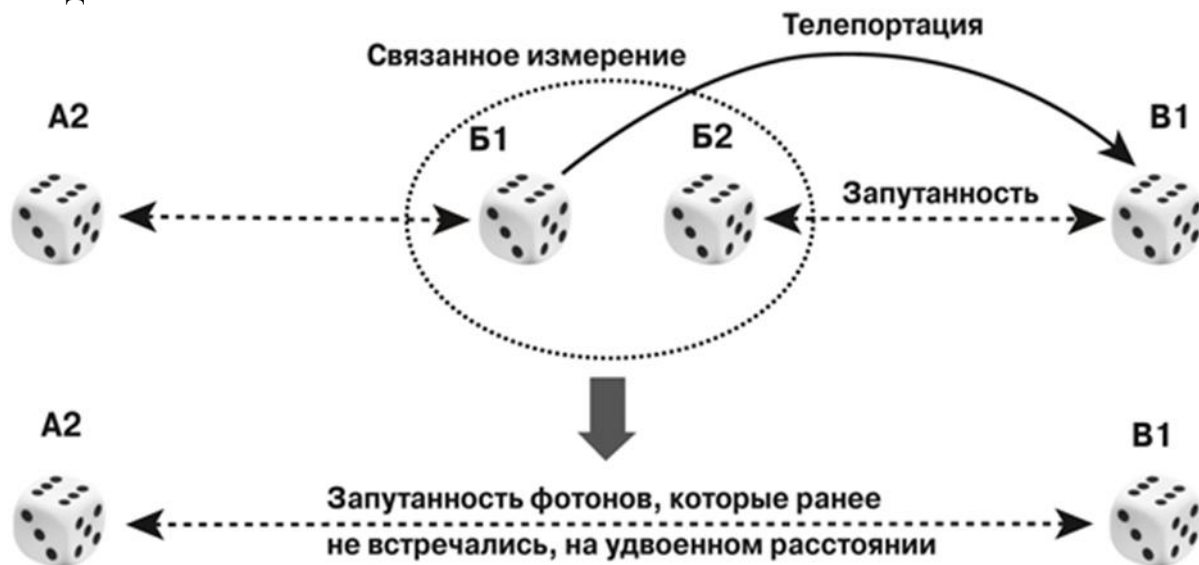 Телепортация
Связанное измерение
А2
Б1
Б2
В1
Запутанность
А2
В1
Запутанность фотонов, которые ранее
не встречались, на удвоенном расстоянии